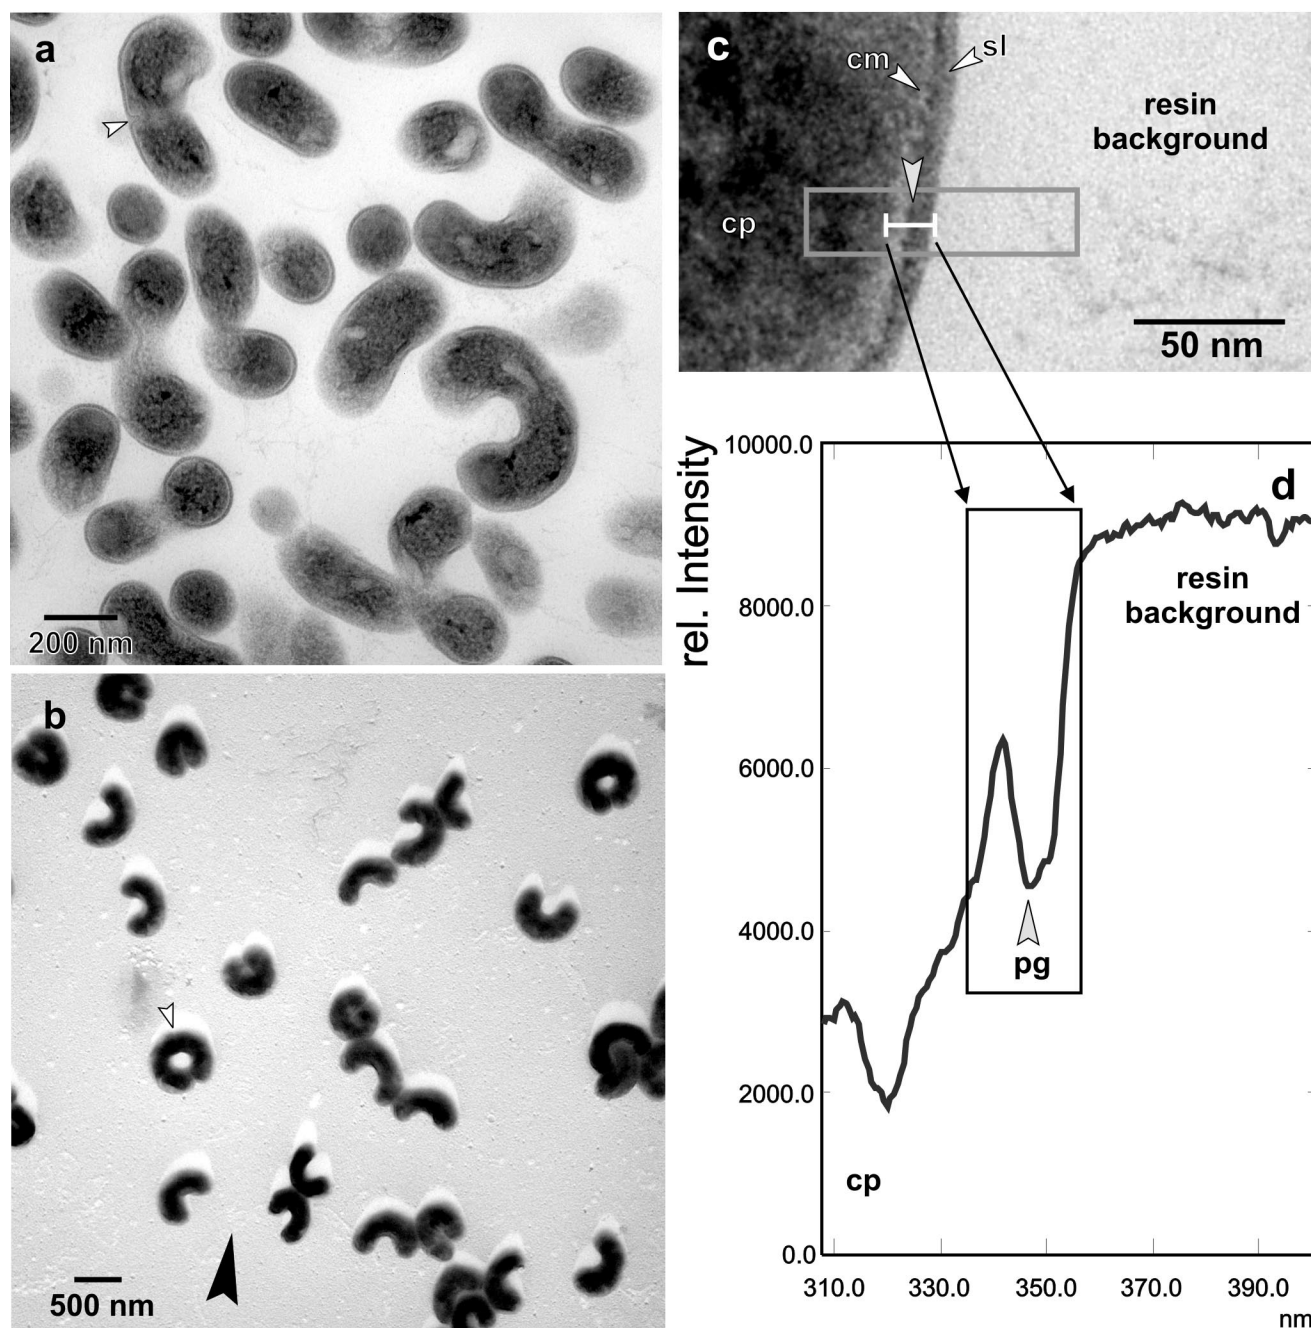 a
200 nm
b
500 nm
c
cm
sl
resin
background
cp
50 nm
rel. Intensity
10000.0
8000.0
6000.0
4000.0
2000.0
0.0
d
resin
background
pg
cp
310.0
330.0
350.0
370.0
390.0
nm